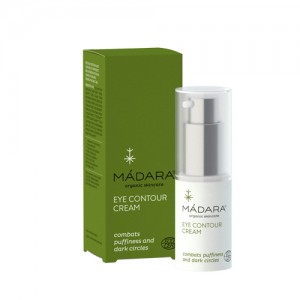 MÁDARA
organic skincare
EYE CONTOUR
CREAM
combats
puffiness and
dark circles
MÁDARA
organic skincare
EYE CONTOUR
CREAM
combats puffiness
and dark circles